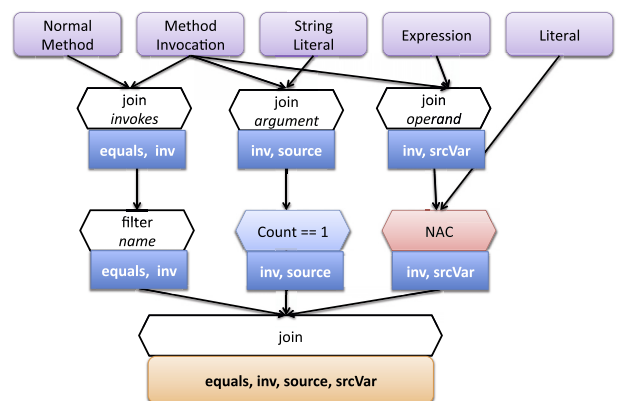 Normal
Method
Method
Invocation
String
Literal
Expression
Literal
join
invokes
equals, inv
join
argument
inv, source
join
operand
inv, srcVar
filter
name
equals, inv
Count == 1
inv, source
NAC
inv, srcVar
join
equals, inv, source, srcVar